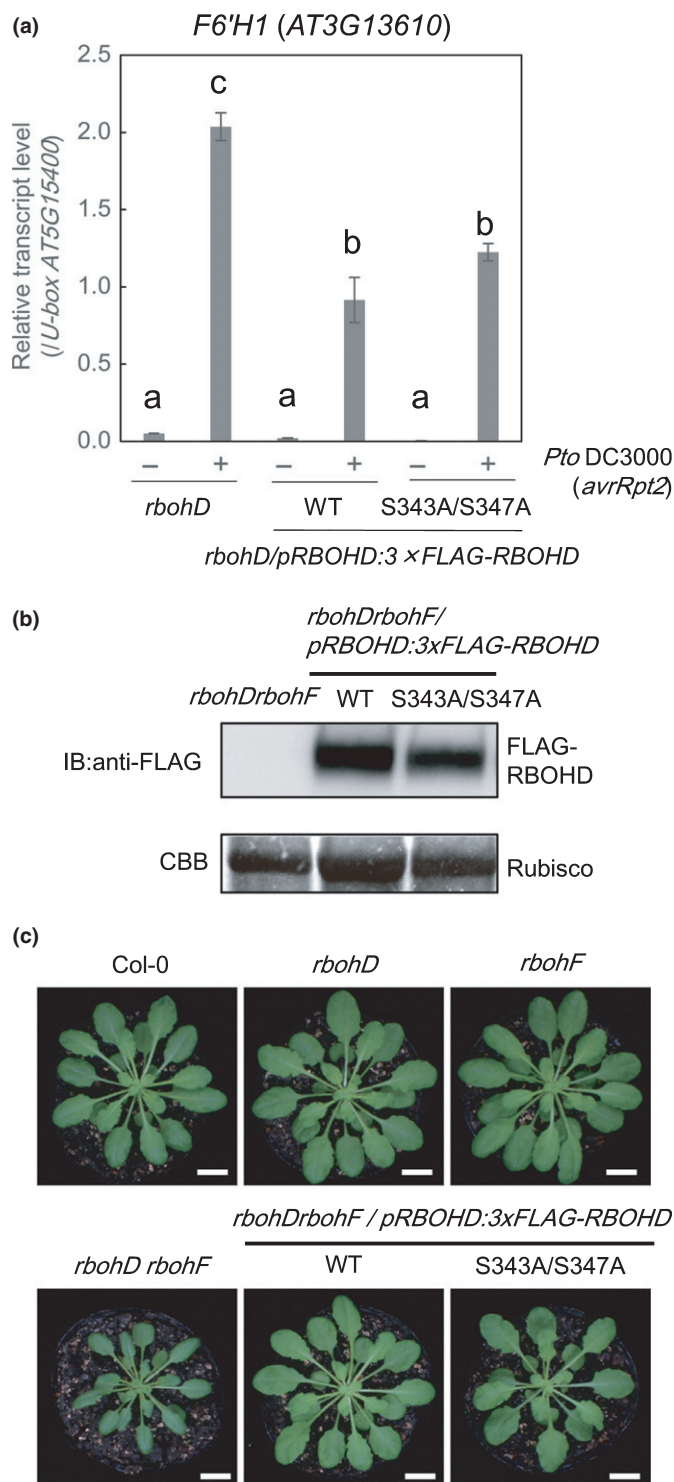 (a)
F6'H1 (AT3G13610)
Relative transcript level
(/U-box AT5G15400)
2.5
2.0
1.5
1.0
0.5
0.0
a
c
a
b
a
b
− + − + − +
Pto DC3000
(avrRpt2)
rbohD WT S343A/S347A
rbohD/pRBOHD:3×FLAG-RBOHD
(b)
rbohDrbohF/
pRBOHD:3xFLAG-RBOHD
rbohDrbohF WT S343A/S347A
IB:anti-FLAG
FLAG-
RBOHD
CBB
Rubisco
(c)
Col-0 rbohD rbohF
rbohDrbohF / pRBOHD:3xFLAG-RBOHD
rbohD rbohF WT S343A/S347A